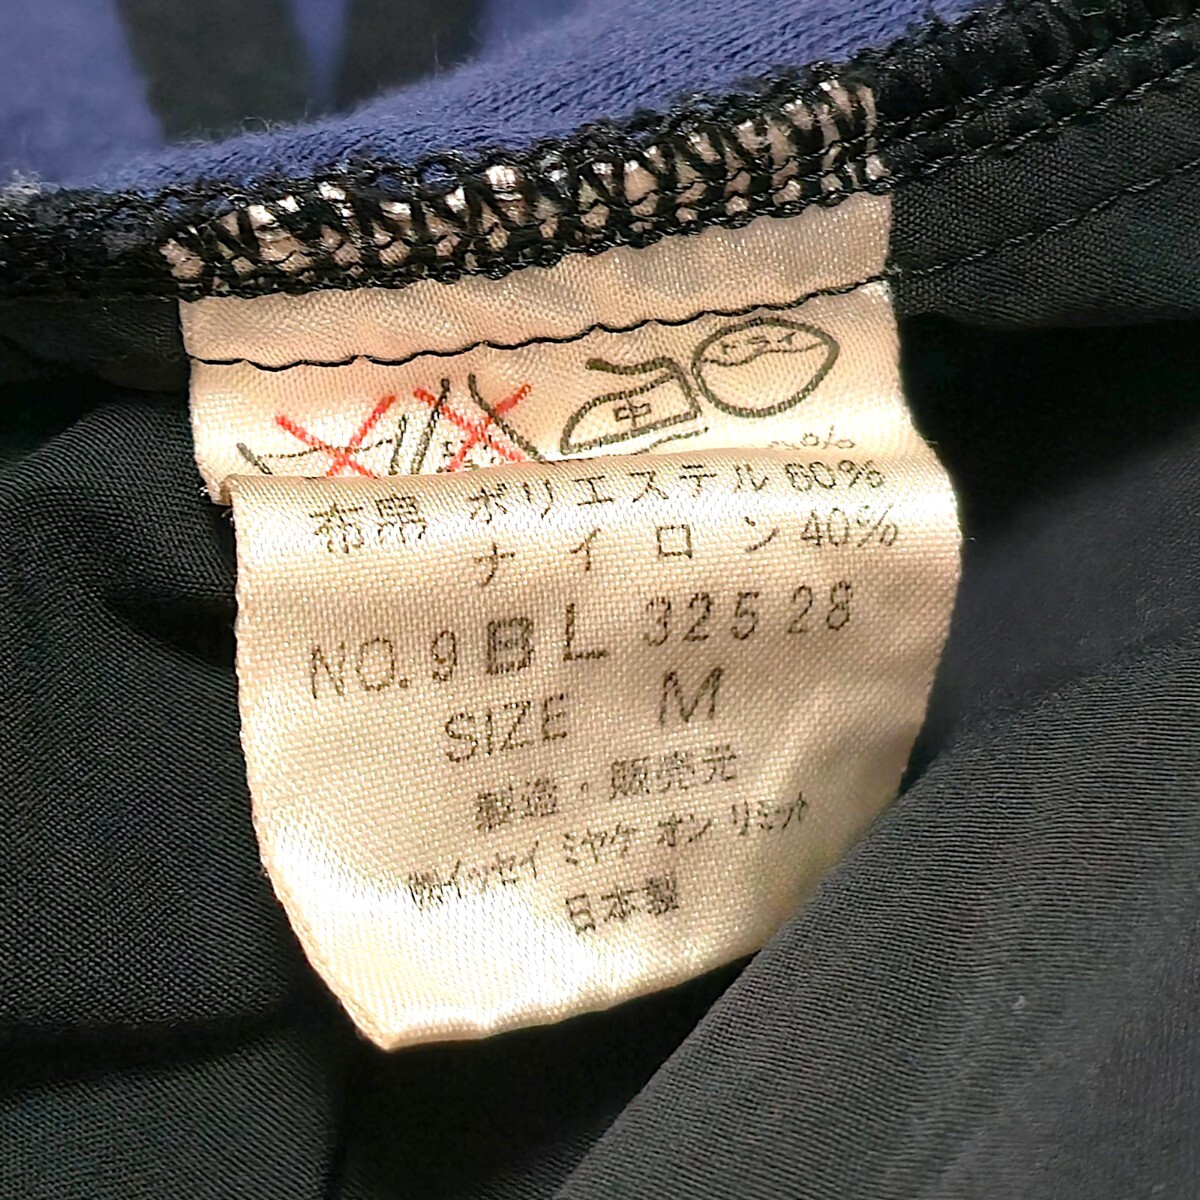 ドライ
中
%
布帛 ポリエステル 60%
ナイロン 40%
NO. 9BL 32528
SIZE M
製造・販売元
㈱イッセイ ミヤケ オン リミット
日本製